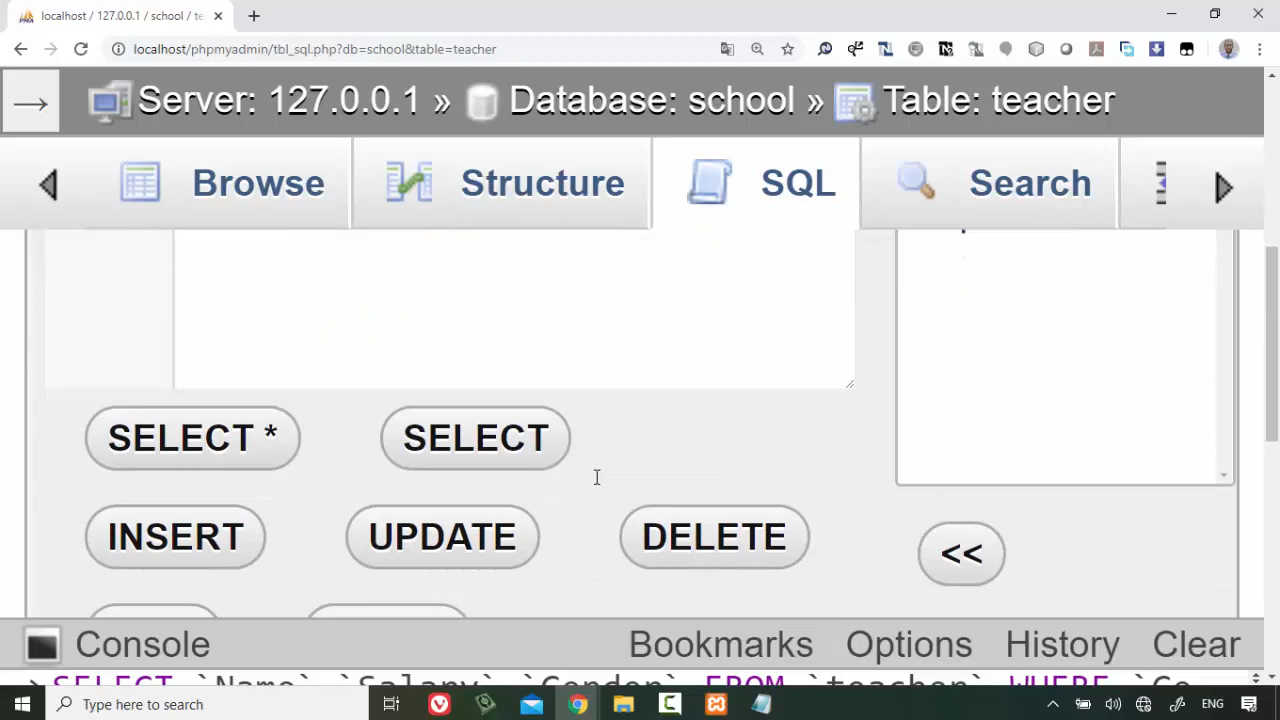 localhost / 127.0.0.1 / school / te
localhost/phpmyadmin/tbl_sql.php?db=school&table=teacher
Server: 127.0.0.1 » Database: school » Table: teacher
Browse Structure SQL Search
SELECT * SELECT
INSERT UPDATE DELETE <<
Console Bookmarks Options History Clear
Type here to search ENG